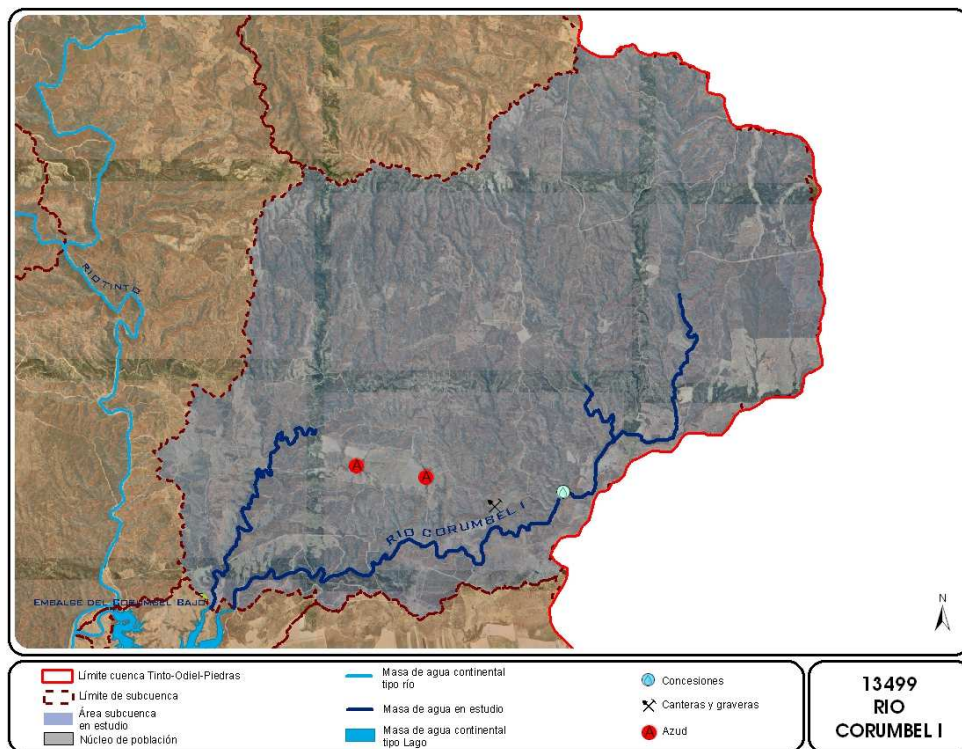 RIO TINTO
A
A
RIO CORUMBEL I
EMBALSE DEL CORUMBEL BAJO
N
Límite cuenca Tinto-Odiel-Piedras
Límite de subcuenca
Área subcuenca
en estudio
Núcleo de población
Masa de agua continental
tipo río
Masa de agua en estudio
Masa de agua continental
tipo Lago
Concesiones
Canteras y graveras
A
Azud
13499
RIO
CORUMBEL I